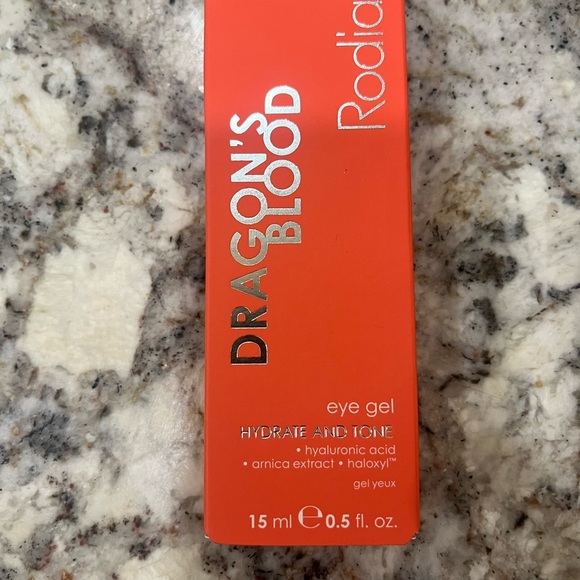 Rodia
DRAGON'S
BLOOD
eye gel
HYDRATE AND TONE
• hyaluronic acid
• arnica extract • haloxyl™
gel yeux
15 ml ℮ 0.5 fl. oz.